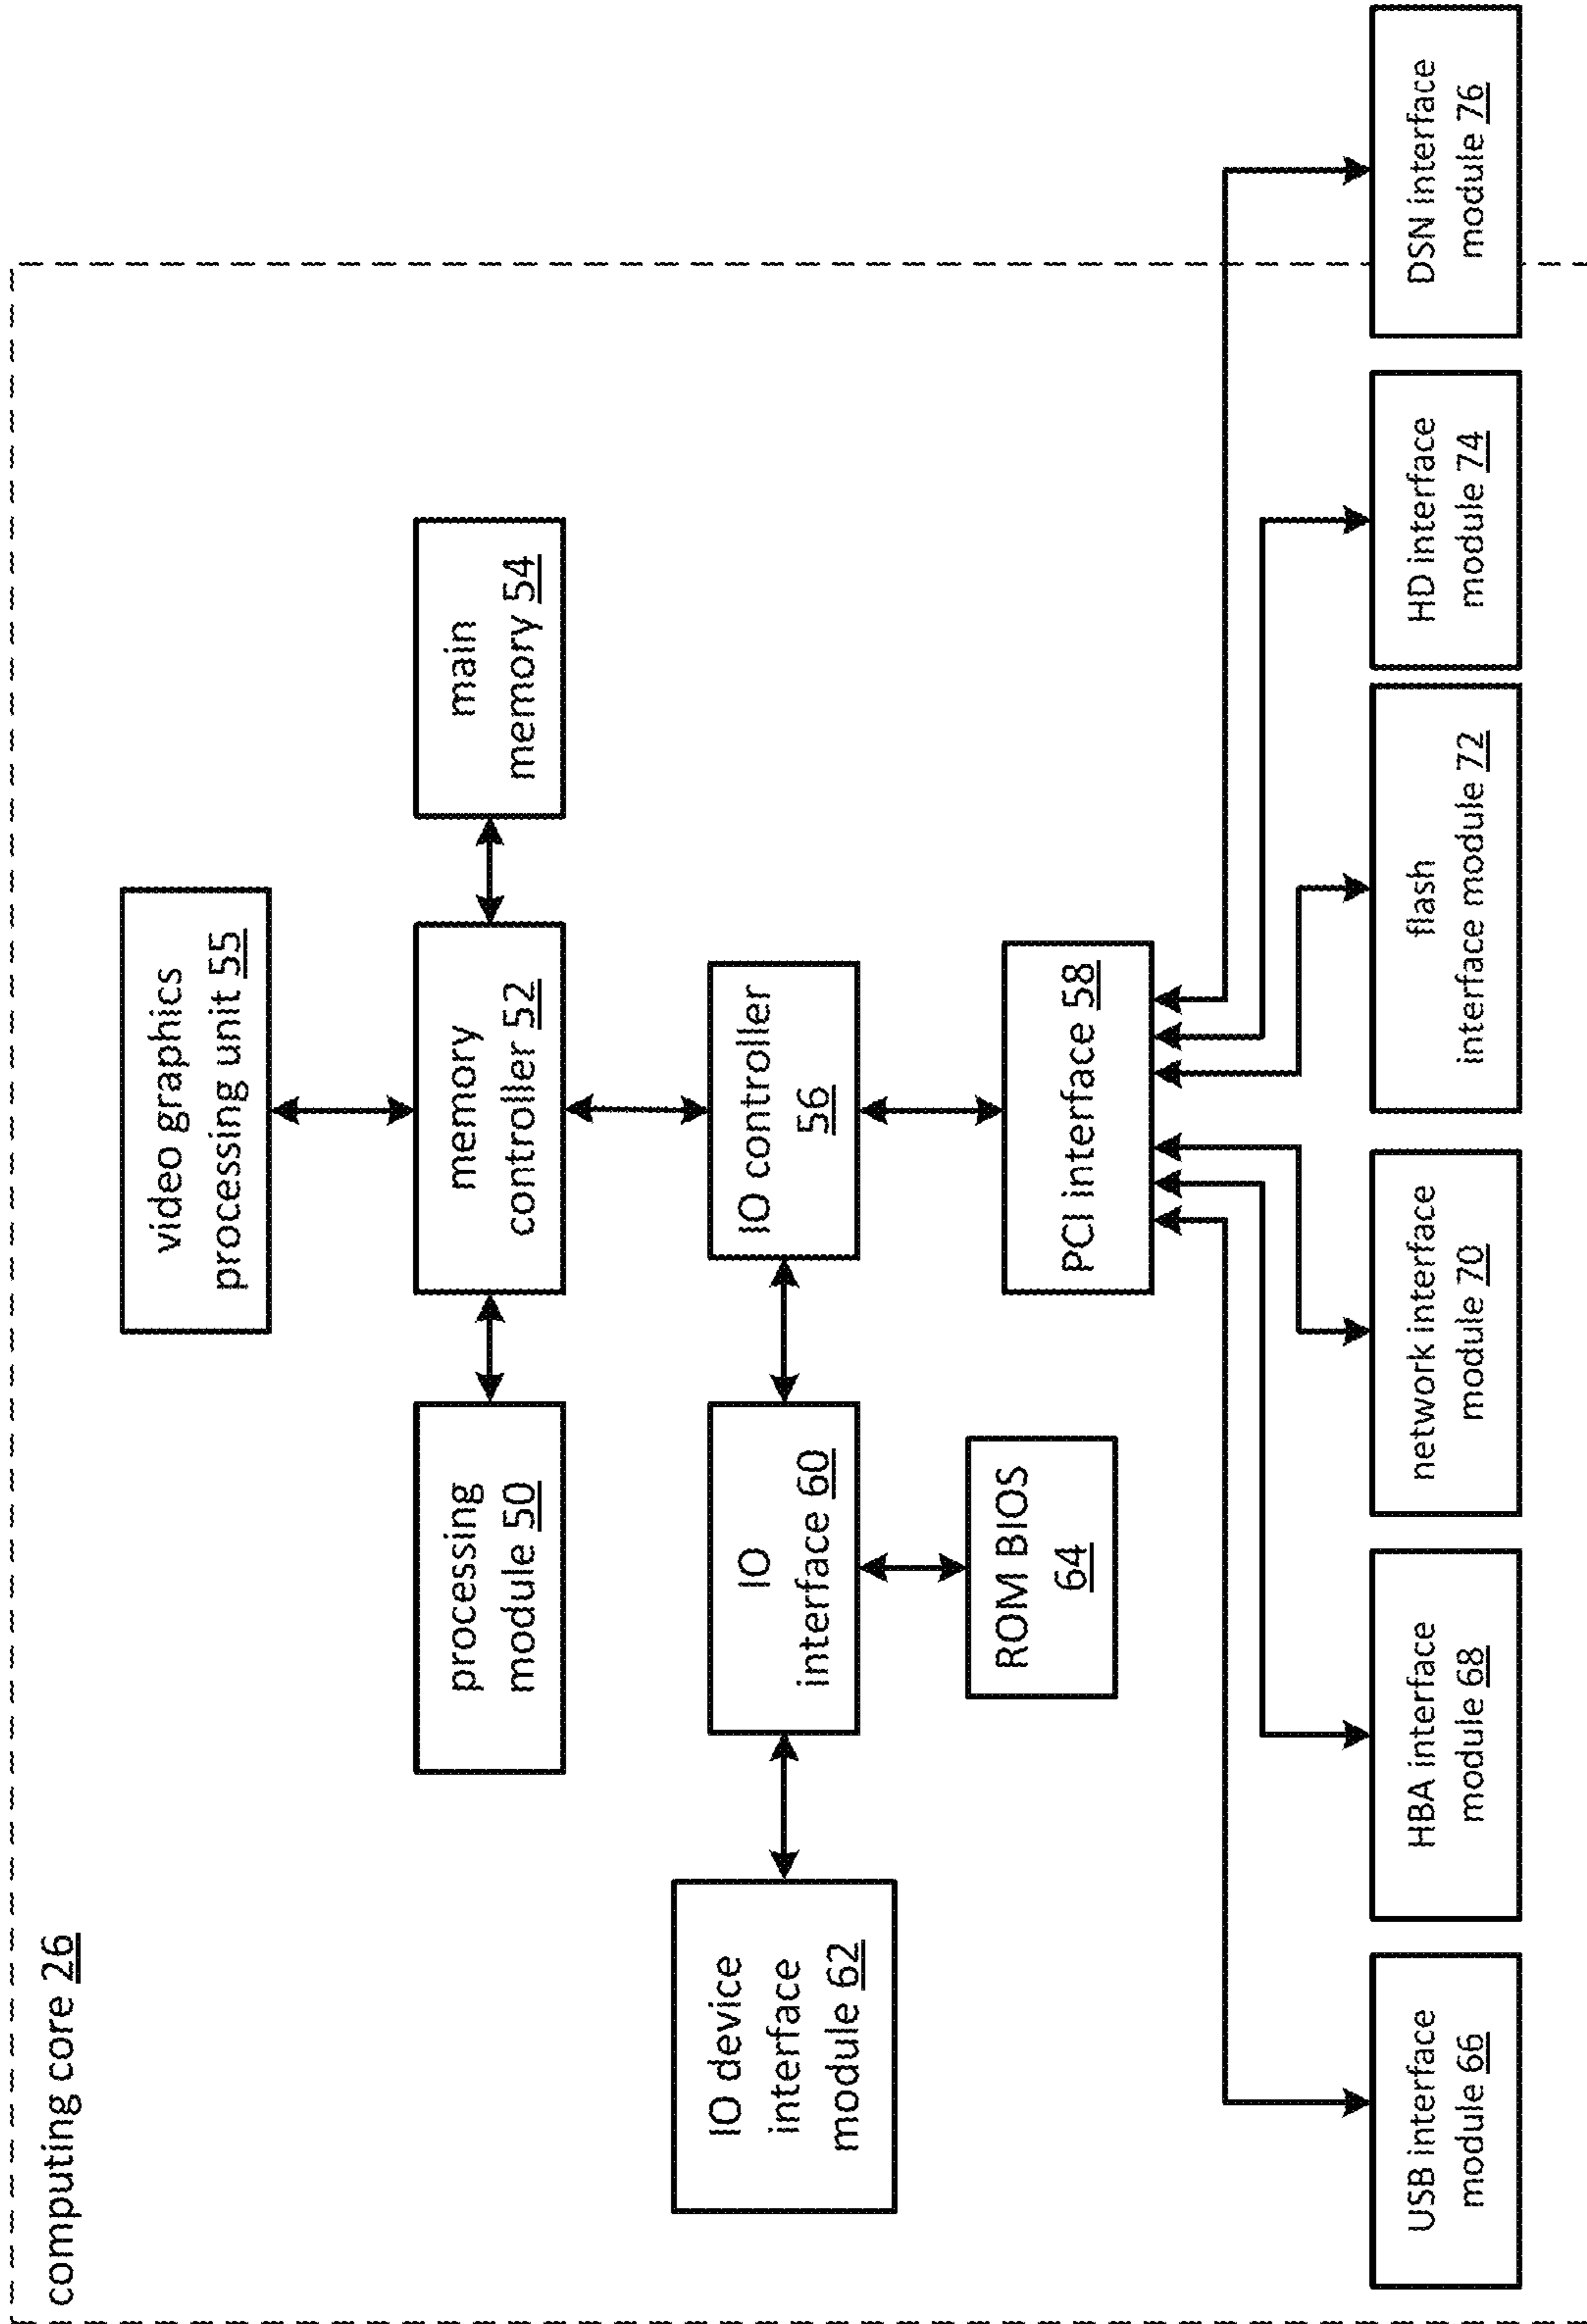 computing core 26
video graphics
processing unit 55
processing
module 50
memory
controller 52
main
memory 54
IO device
interface
module 62
IO
interface 60
IO controller
56
ROM BIOS
64
PCI interface 58
USB interface
module 66
HBA interface
module 68
network interface
module 70
flash
interface module 72
HD interface
module 74
DSN interface
module 76